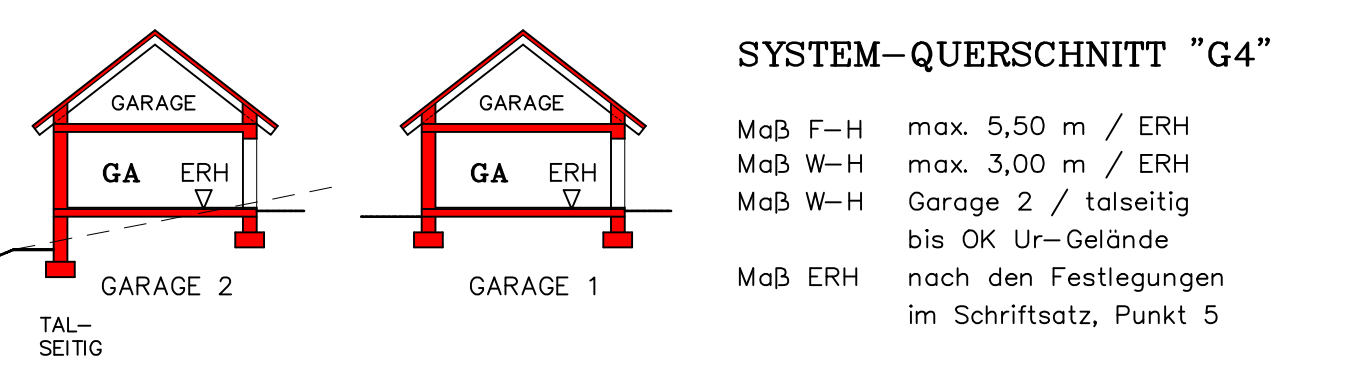 GARAGE
GA ERH
GARAGE 2
TAL-
SEITIG
GARAGE
GA ERH
GARAGE 1
SYSTEM-QUERSCHNITT "G4"
Maß F-H max. 5,50 m / ERH
Maß W-H max. 3,00 m / ERH
Maß W-H Garage 2 / talseitig
bis OK Ur-Gelände
Maß ERH nach den Festlegungen
im Schriftsatz, Punkt 5